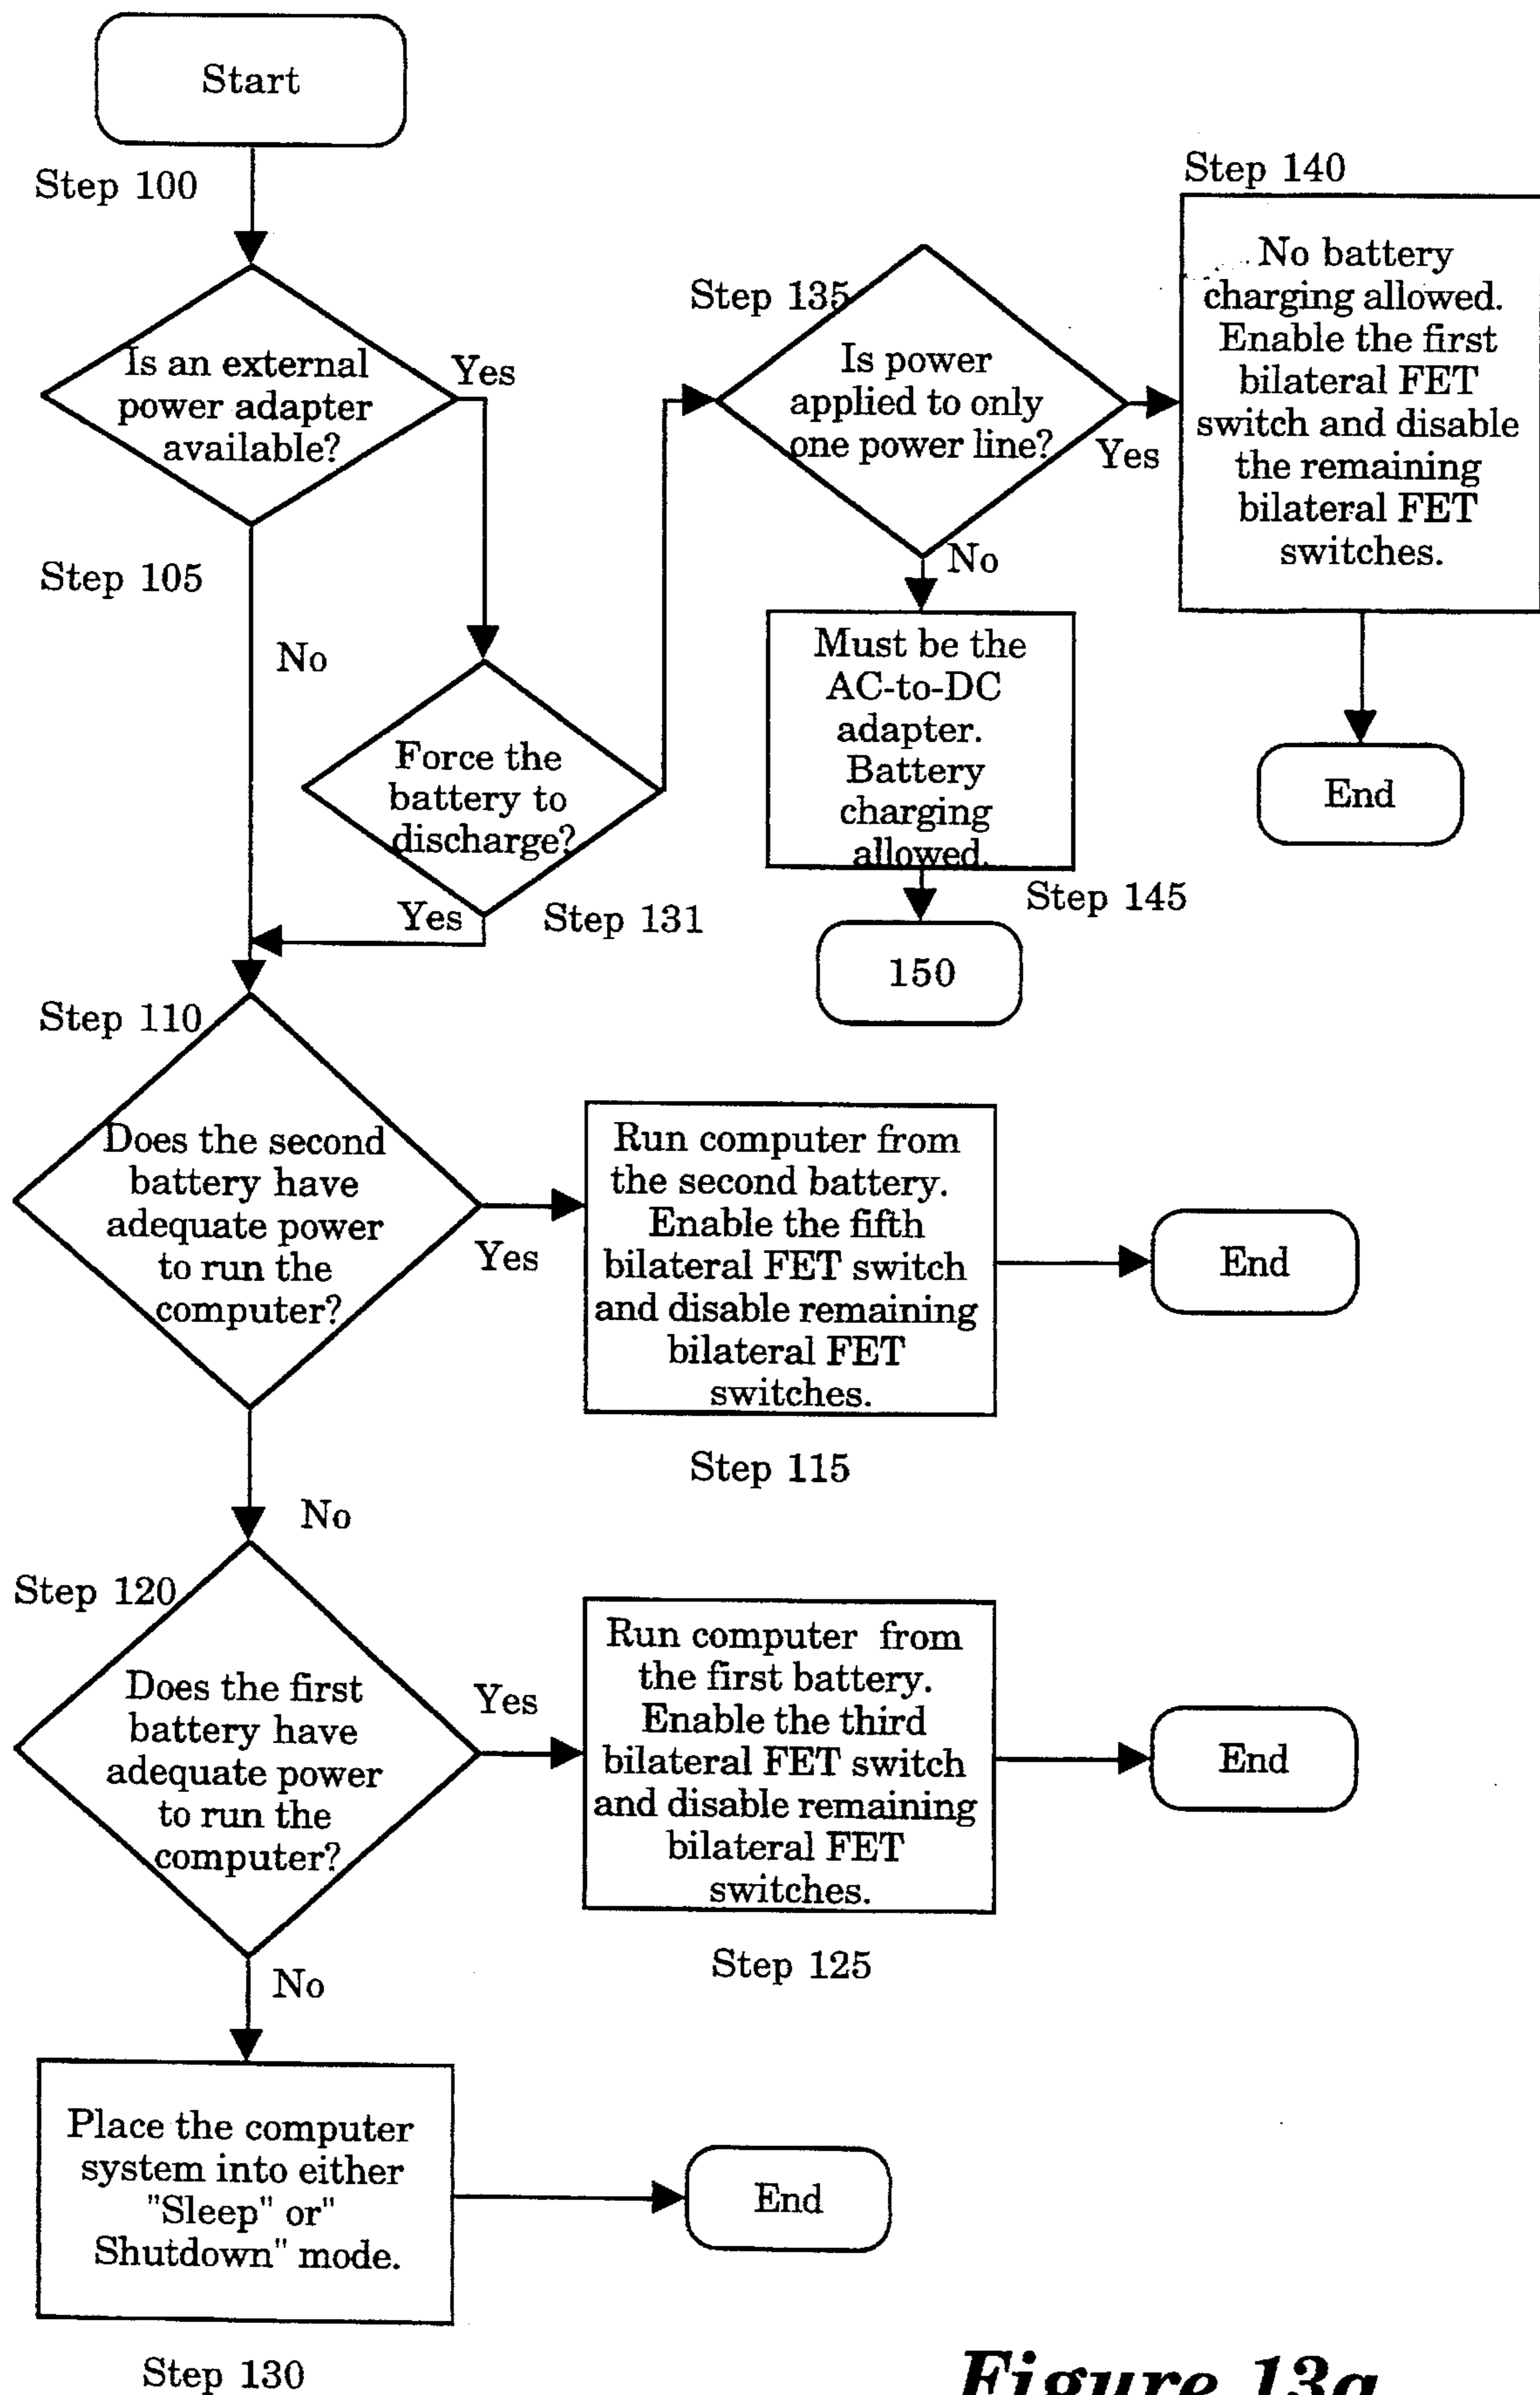 Start
Step 100
Is an external
power adapter
available?
Yes
Step 105
No
Force the
battery to
discharge?
Yes
Step 131
Step 135
Is power
applied to only
one power line?
Yes
No
Step 140
No battery
charging allowed.
Enable the first
bilateral FET
switch and disable
the remaining
bilateral FET
switches.
End
Must be the
AC-to-DC
adapter.
Battery
charging
allowed.
Step 145
150
Step 110
Does the second
battery have
adequate power
to run the
computer?
Yes
Run computer from
the second battery.
Enable the fifth
bilateral FET switch
and disable remaining
bilateral FET
switches.
End
Step 115
No
Step 120
Does the first
battery have
adequate power
to run the
computer?
Yes
Run computer from
the first battery.
Enable the third
bilateral FET switch
and disable remaining
bilateral FET
switches.
End
Step 125
No
Place the computer
system into either
"Sleep" or"
Shutdown" mode.
End
Step 130
Figure 13a